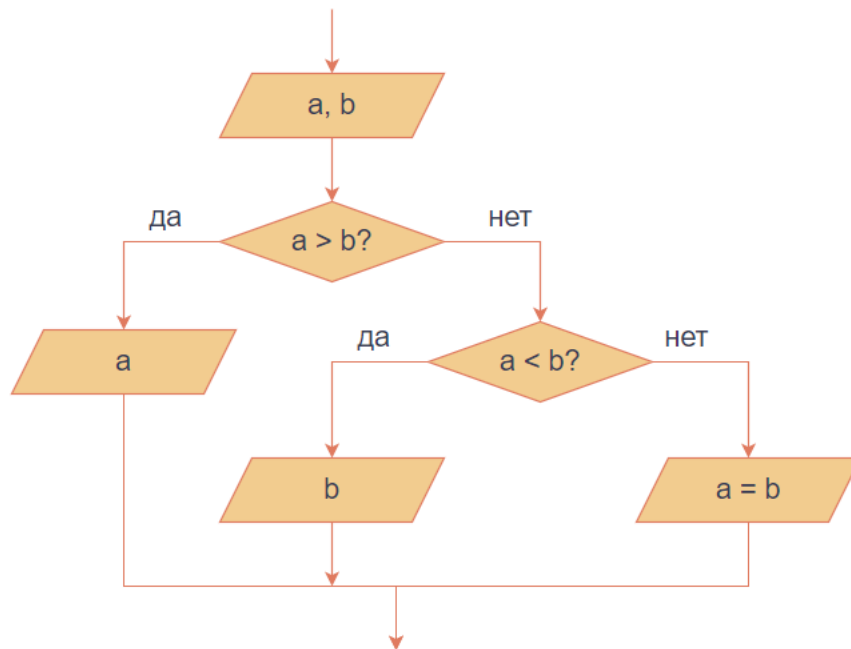 a, b
да
a > b?
нет
a
да
a < b?
нет
b
a = b